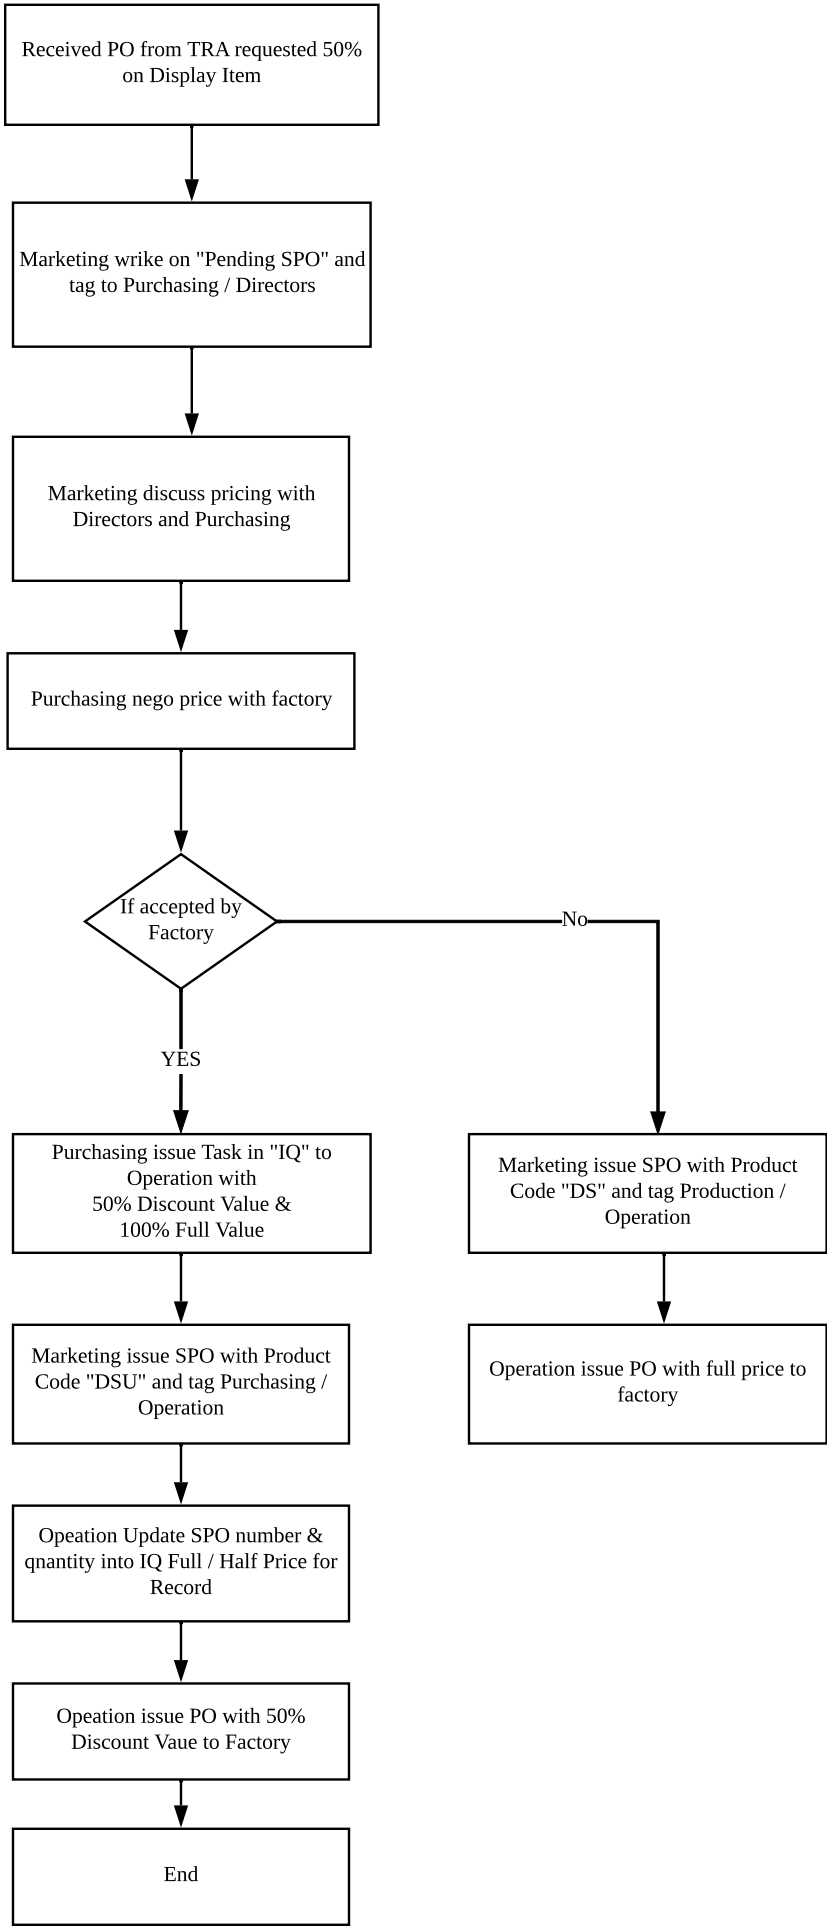 Received PO from TRA requested 50%
on Display Item
Marketing wrike on "Pending SPO" and
tag to Purchasing / Directors
Marketing discuss pricing with
Directors and Purchasing
Purchasing nego price with factory
If accepted by
Factory
No
YES
Purchasing issue Task in "IQ" to
Operation with
50% Discount Value &
100% Full Value
Marketing issue SPO with Product
Code "DS" and tag Production /
Operation
Marketing issue SPO with Product
Code "DSU" and tag Purchasing /
Operation
Operation issue PO with full price to
factory
Opeation Update SPO number &
qnantity into IQ Full / Half Price for
Record
Opeation issue PO with 50%
Discount Vaue to Factory
End